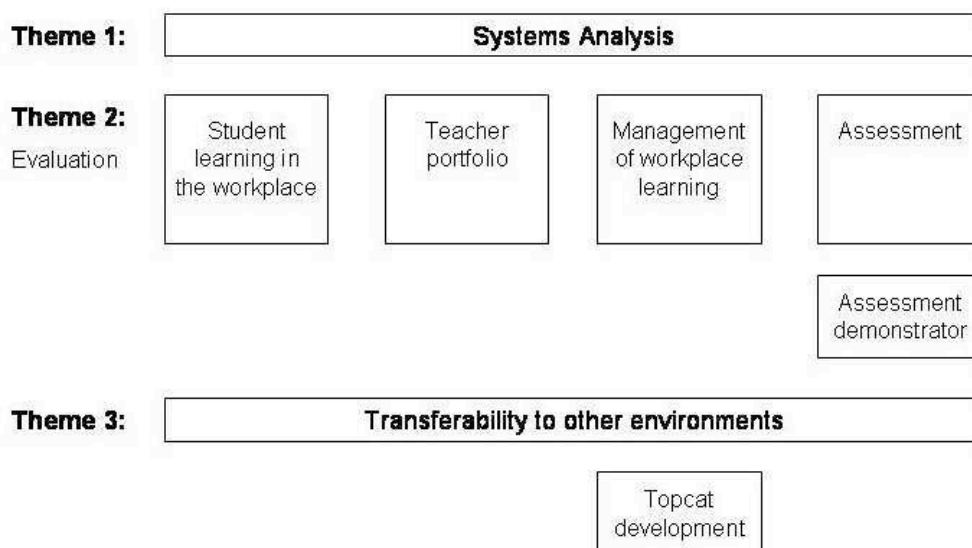 Theme 1:
Systems Analysis
Theme 2:
Evaluation
Student
learning in
the workplace
Teacher
portfolio
Management
of workplace
learning
Assessment
Assessment
demonstrator
Theme 3:
Transferability to other environments
Topcat
development